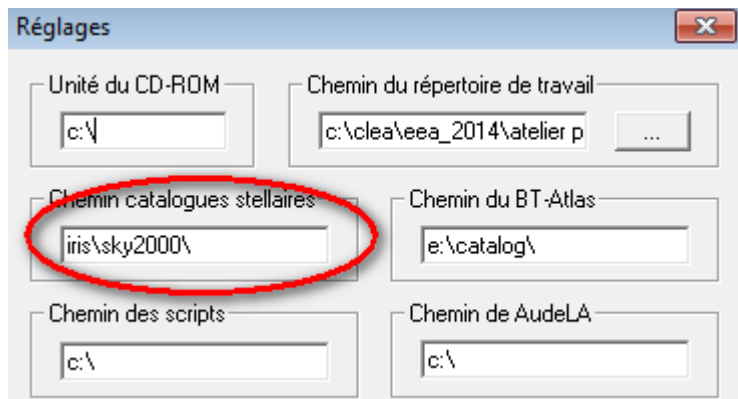 Réglages
Unité du CD-ROM
Chemin du répertoire de travail
c:\
c:\clea\eea_2014\atelier p
...
Chemin catalogues stellaires
Chemin du BT-Atlas
iris\sky2000\
e:\catalog\
Chemin des scripts
Chemin de AudeLA
c:\
c:\